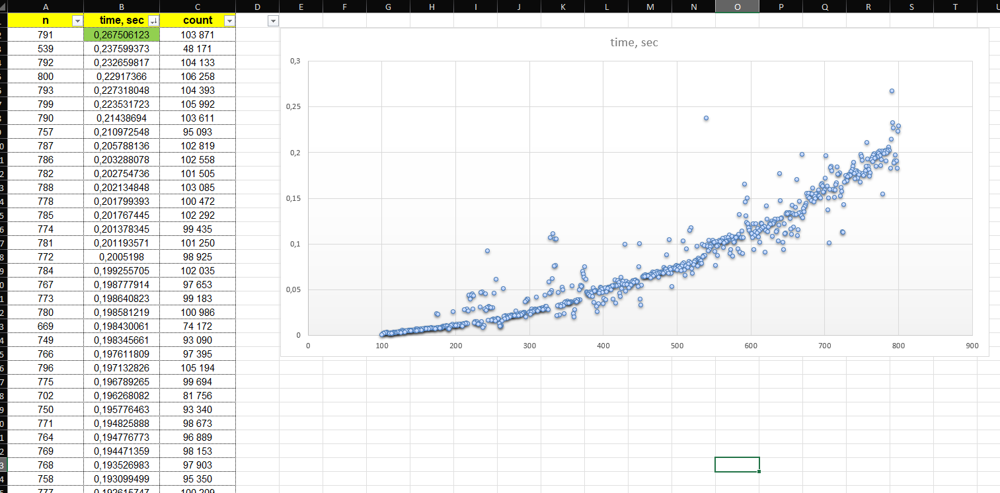 A B C D E F G H I J K L M N O P Q R S T
n time, sec count
791 0,267506123 103 871
539 0,237599373 48 171
792 0,232659817 104 133
800 0,22917366 106 258
793 0,227318048 104 393
799 0,223531723 105 992
790 0,21438694 103 611
757 0,210972548 95 093
787 0,205788136 102 819
786 0,203288078 102 558
782 0,202754736 101 505
788 0,202134848 103 085
778 0,201799393 100 472
785 0,201767445 102 292
774 0,201378345 99 435
781 0,201193571 101 250
772 0,2005198 98 925
784 0,199255705 102 035
767 0,198777914 97 653
773 0,198640823 99 183
780 0,198581219 100 986
669 0,198430061 74 172
749 0,198345661 93 090
766 0,197611809 97 395
796 0,197132826 105 194
775 0,196789265 99 694
702 0,196268082 81 756
750 0,195776463 93 340
771 0,194825888 98 673
764 0,194776773 96 889
769 0,194471359 98 153
768 0,193526983 97 903
758 0,193099499 95 350
777 0,192615747 100 209
time, sec
0,3
0,25
0,2
0,15
0,1
0,05
0
0 100 200 300 400 500 600 700 800 900